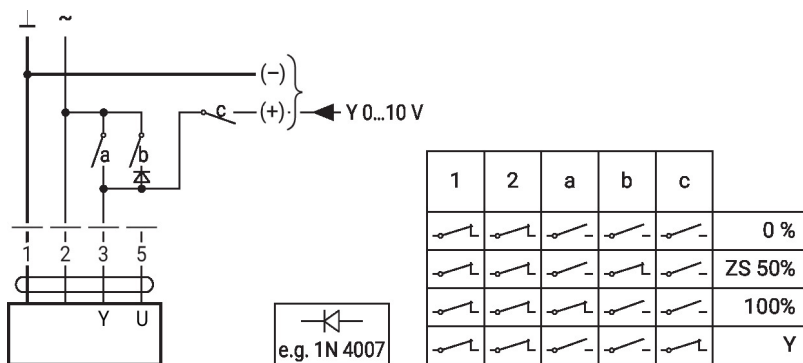 ⊥ ~
(−)
c (+) Y 0...10 V
a b
1 2 3 5
Y U
e.g. 1N 4007
1 2 a b c
0 %
ZS 50%
100%
Y